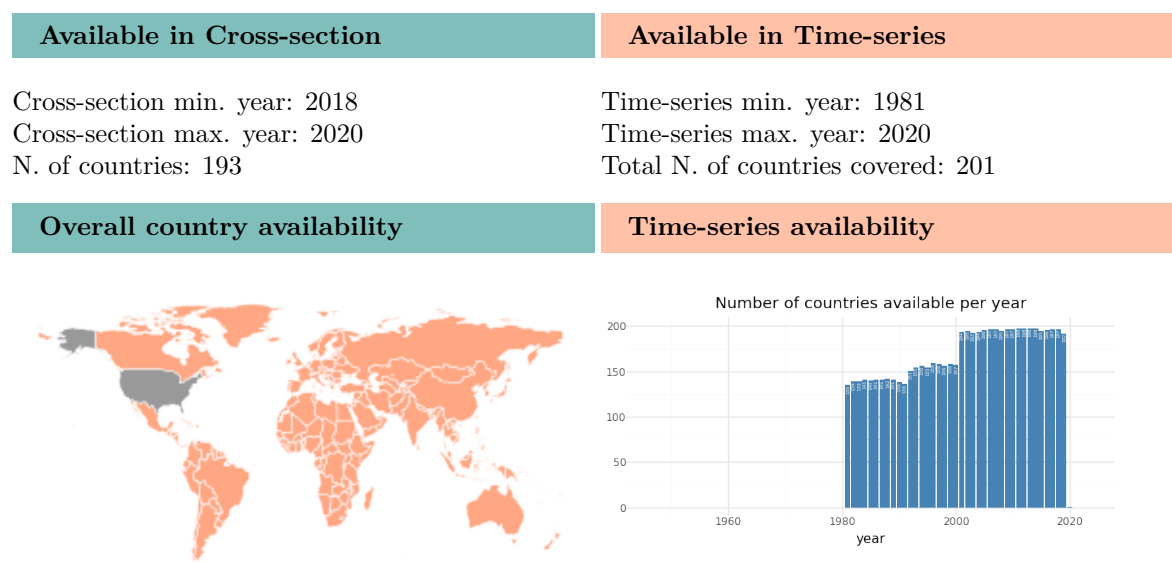 Available in Cross-section
Cross-section min. year: 2018
Cross-section max. year: 2020
N. of countries: 193
Available in Time-series
Time-series min. year: 1981
Time-series max. year: 2020
Total N. of countries covered: 201
Overall country availability
Time-series availability
Number of countries available per year
200
150
100
50
0
1960
1980
2000
2020
year